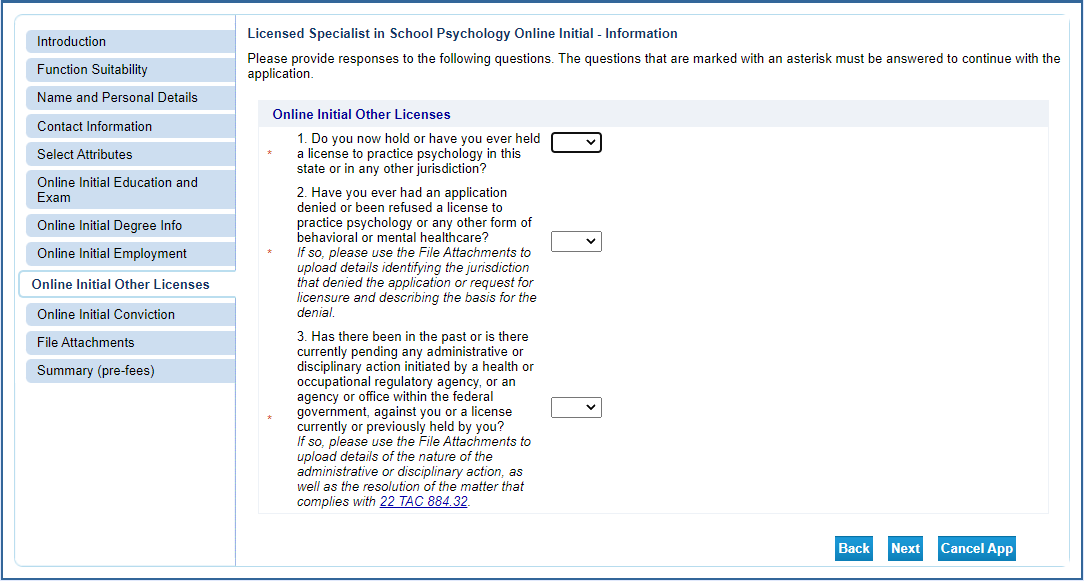 Introduction
Function Suitability
Name and Personal Details
Contact Information
Select Attributes
Online Initial Education and
Exam
Online Initial Degree Info
Online Initial Employment
Online Initial Other Licenses
Online Initial Conviction
File Attachments
Summary (pre-fees)
Licensed Specialist in School Psychology Online Initial - Information
Please provide responses to the following questions. The questions that are marked with an asterisk must be answered to continue with the
application.
Online Initial Other Licenses
1. Do you now hold or have you ever held
* a license to practice psychology in this
state or in any other jurisdiction?
2. Have you ever had an application
denied or been refused a license to
practice psychology or any other form of
behavioral or mental healthcare?
* If so, please use the File Attachments to
upload details identifying the jurisdiction
that denied the application or request for
licensure and describing the basis for the
denial.
3. Has there been in the past or is there
currently pending any administrative or
disciplinary action initiated by a health or
occupational regulatory agency, or an
agency or office within the federal
government, against you or a license
* currently or previously held by you?
If so, please use the File Attachments to
upload details of the nature of the
administrative or disciplinary action, as
well as the resolution of the matter that
complies with 22 TAC 884.32.
Back Next Cancel App